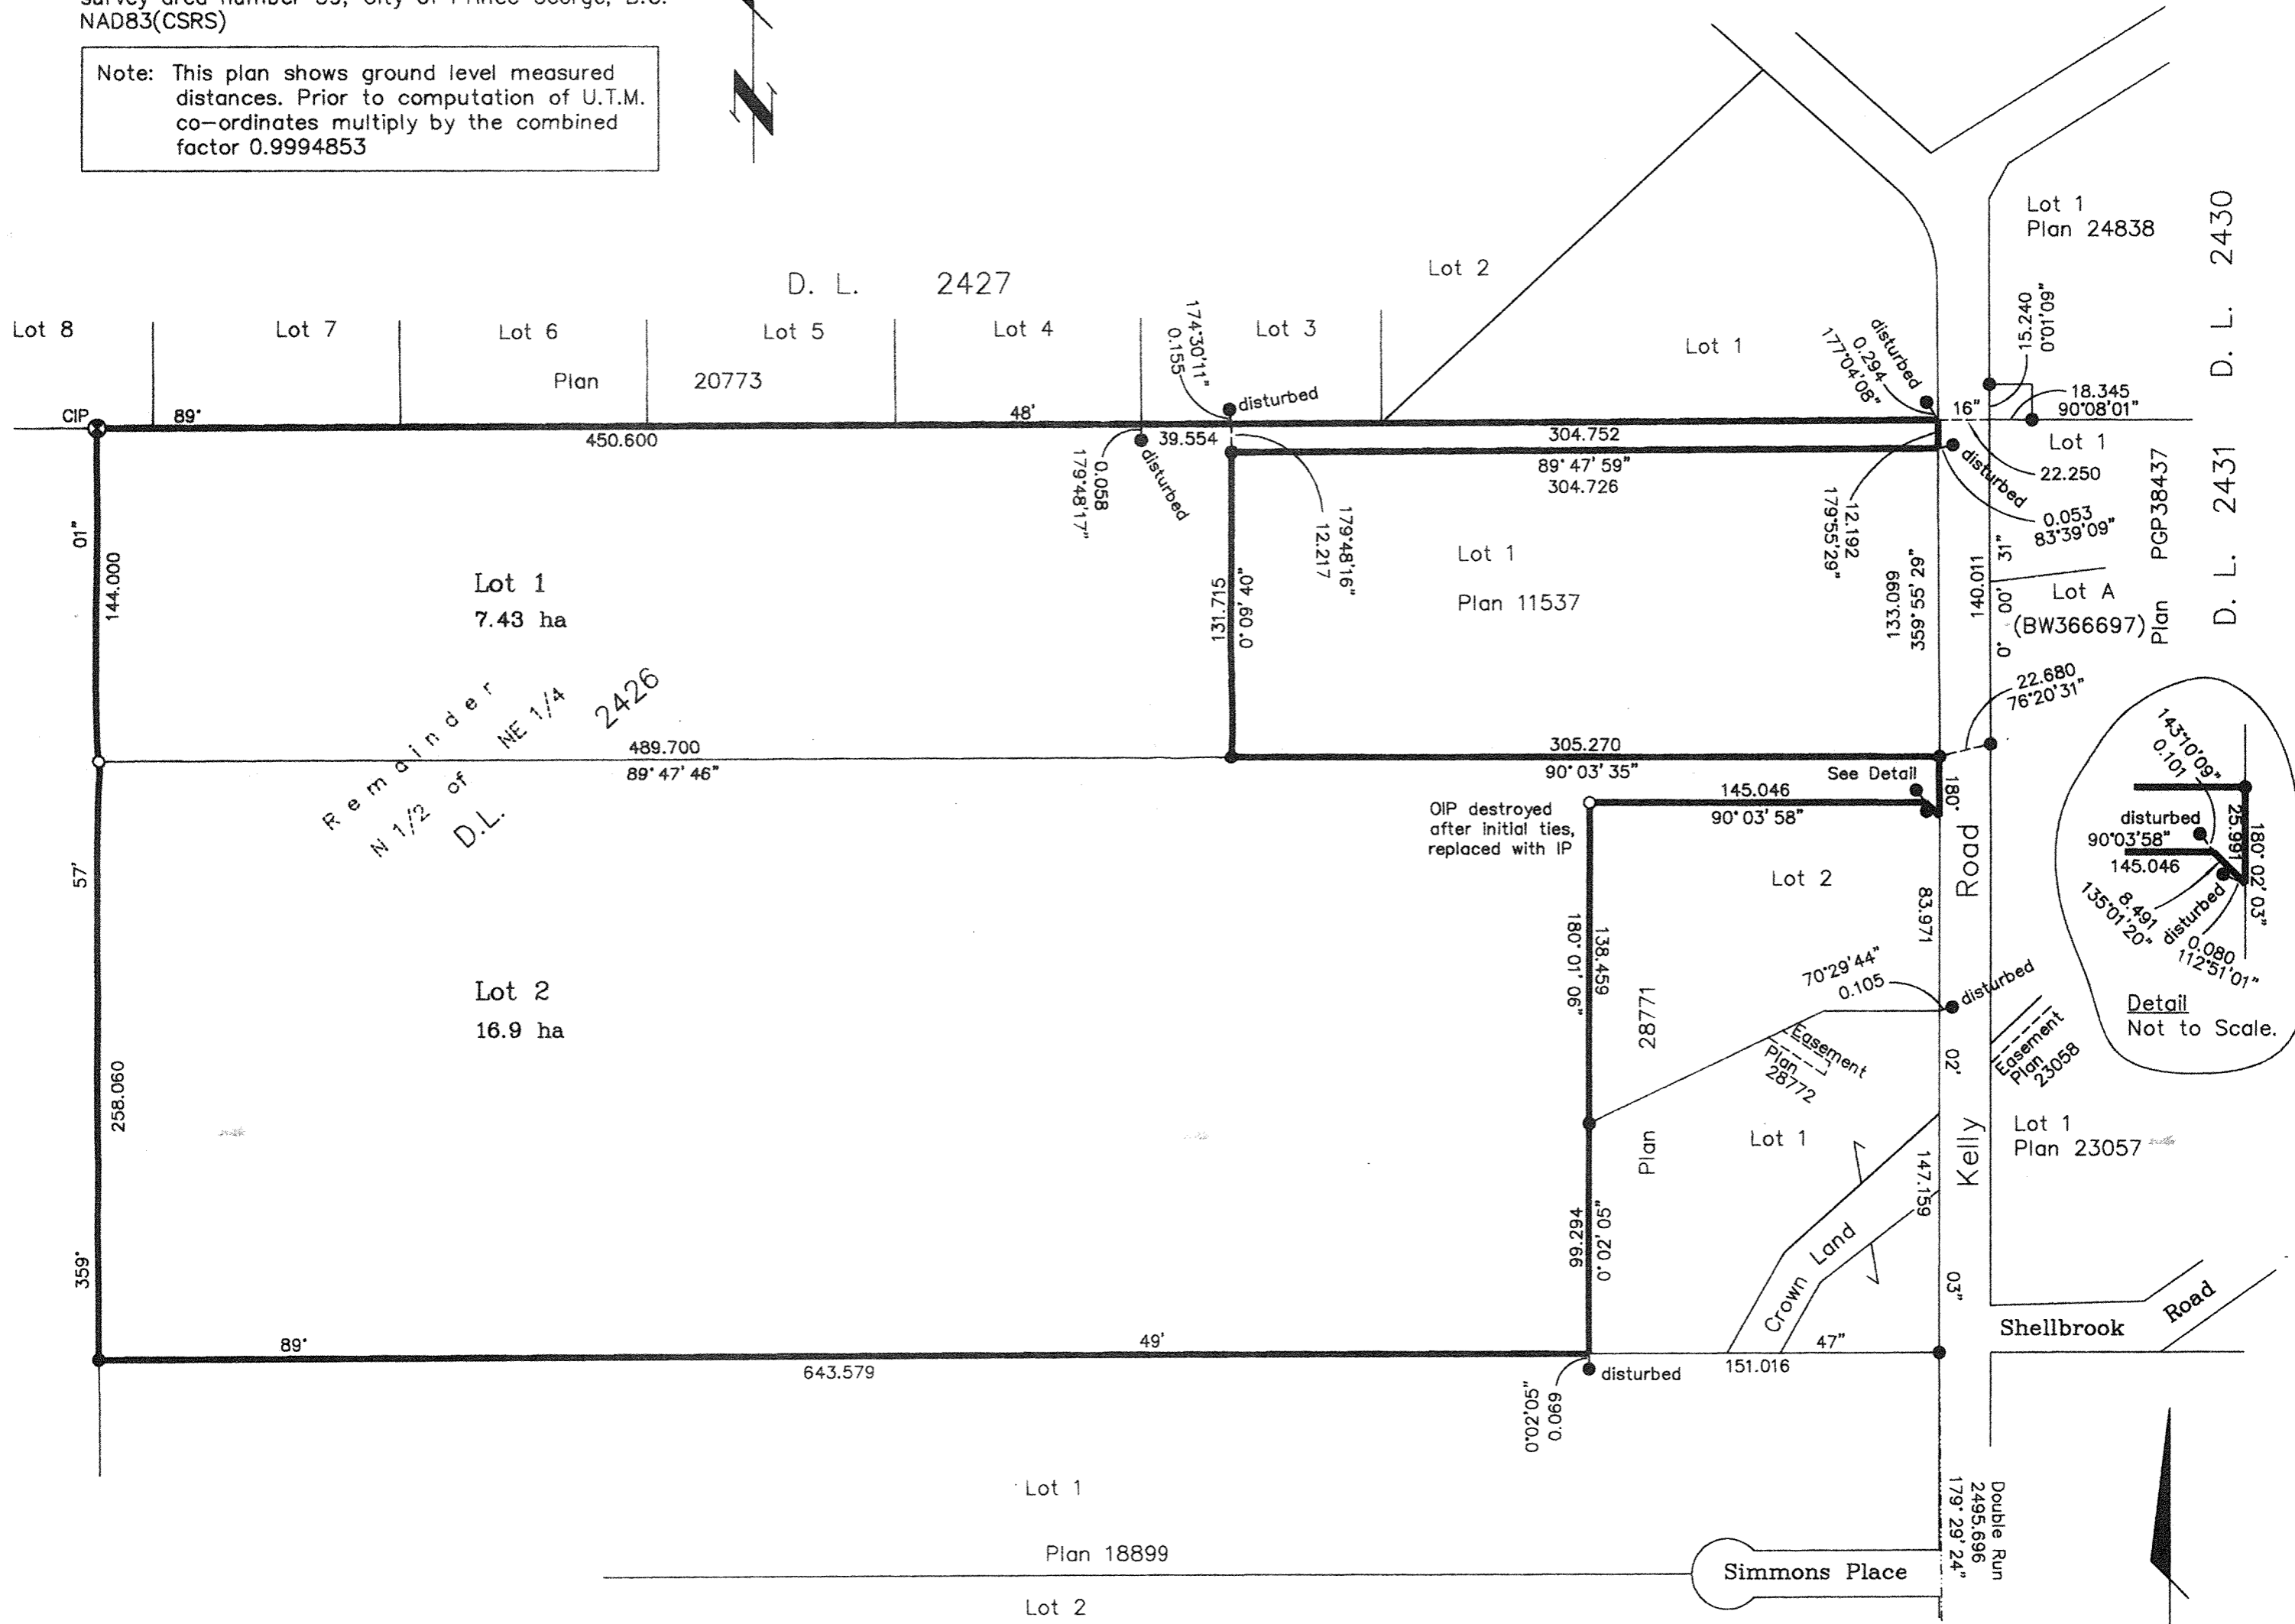 NAD83(CSRS)
Note: This plan shows ground level measured
distances. Prior to computation of U.T.M.
co-ordinates multiply by the combined
factor 0.9994853
N
D. L. 2427
Lot 8
Lot 7
Lot 6
Lot 5
Lot 4
Lot 3
Lot 2
Lot 1
Plan 20773
Lot 1
Plan 24838
D. L. 2430
D. L. 2431
15.240
0°01'09"
18.345
90°08'01"
16"
22.250
Lot 1
Plan PGP38437
Lot A
(BW366697)
CIP
89°
48'
450.600
174°30'11"
0.155
disturbed
39.554
0.058
179°48'17"
disturbed
304.752
89°47'59"
304.726
disturbed
0.294
177°04'08"
disturbed
0.053
83°39'09"
12.192
179°55'29"
179°48'16"
12.217
131.715
0°09'40"
133.099
359°55'29"
140.011
0° 00' 31"
22.680
76°20'31"
01"
144.000
Lot 1
7.43 ha
Lot 1
Plan 11537
Remainder
N 1/2 of NE 1/4
D.L. 2426
489.700
89°47'46"
305.270
90°03'35"
See Detail
145.046
90°03'58"
OIP destroyed
after initial ties,
replaced with IP
180°
Lot 2
83.971
Kelly Road
57'
Lot 2
16.9 ha
138.459
180°01'06"
Plan 28771
70°29'44"
0.105
disturbed
Easement
Plan
28772
Easement
Plan
23058
02'
Lot 1
Lot 1
Plan 23057
147.159
Crown Land
99.294
0°02'05"
03"
258.060
359°
89°
49'
47"
643.579
151.016
disturbed
0.069
0°02'05"
Shellbrook Road
143°10'09"
0.101
disturbed
90°03'58"
145.046
25.991
180°02'03"
8.491
135°01'20"
disturbed
0.080
112°51'01"
Detail
Not to Scale.
Lot 1
Plan 18899
Lot 2
Simmons Place
Double Run
2495.696
179°29'24"